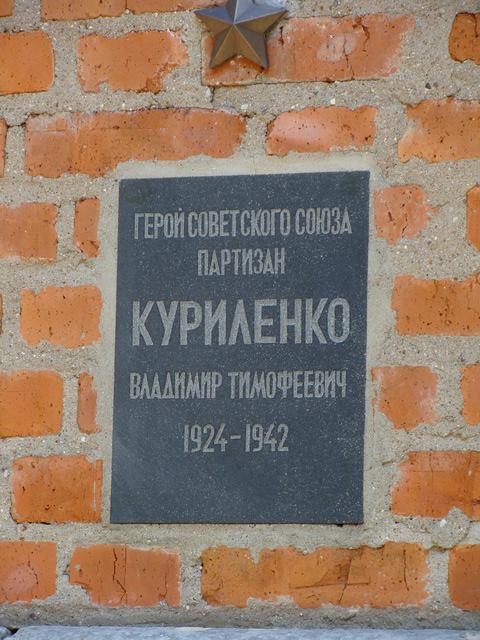 ГЕРОЙ СОВЕТСКОГО СОЮЗА
ПАРТИЗАН
КУРИЛЕНКО
ВЛАДИМИР ТИМОФЕЕВИЧ
1924-1942